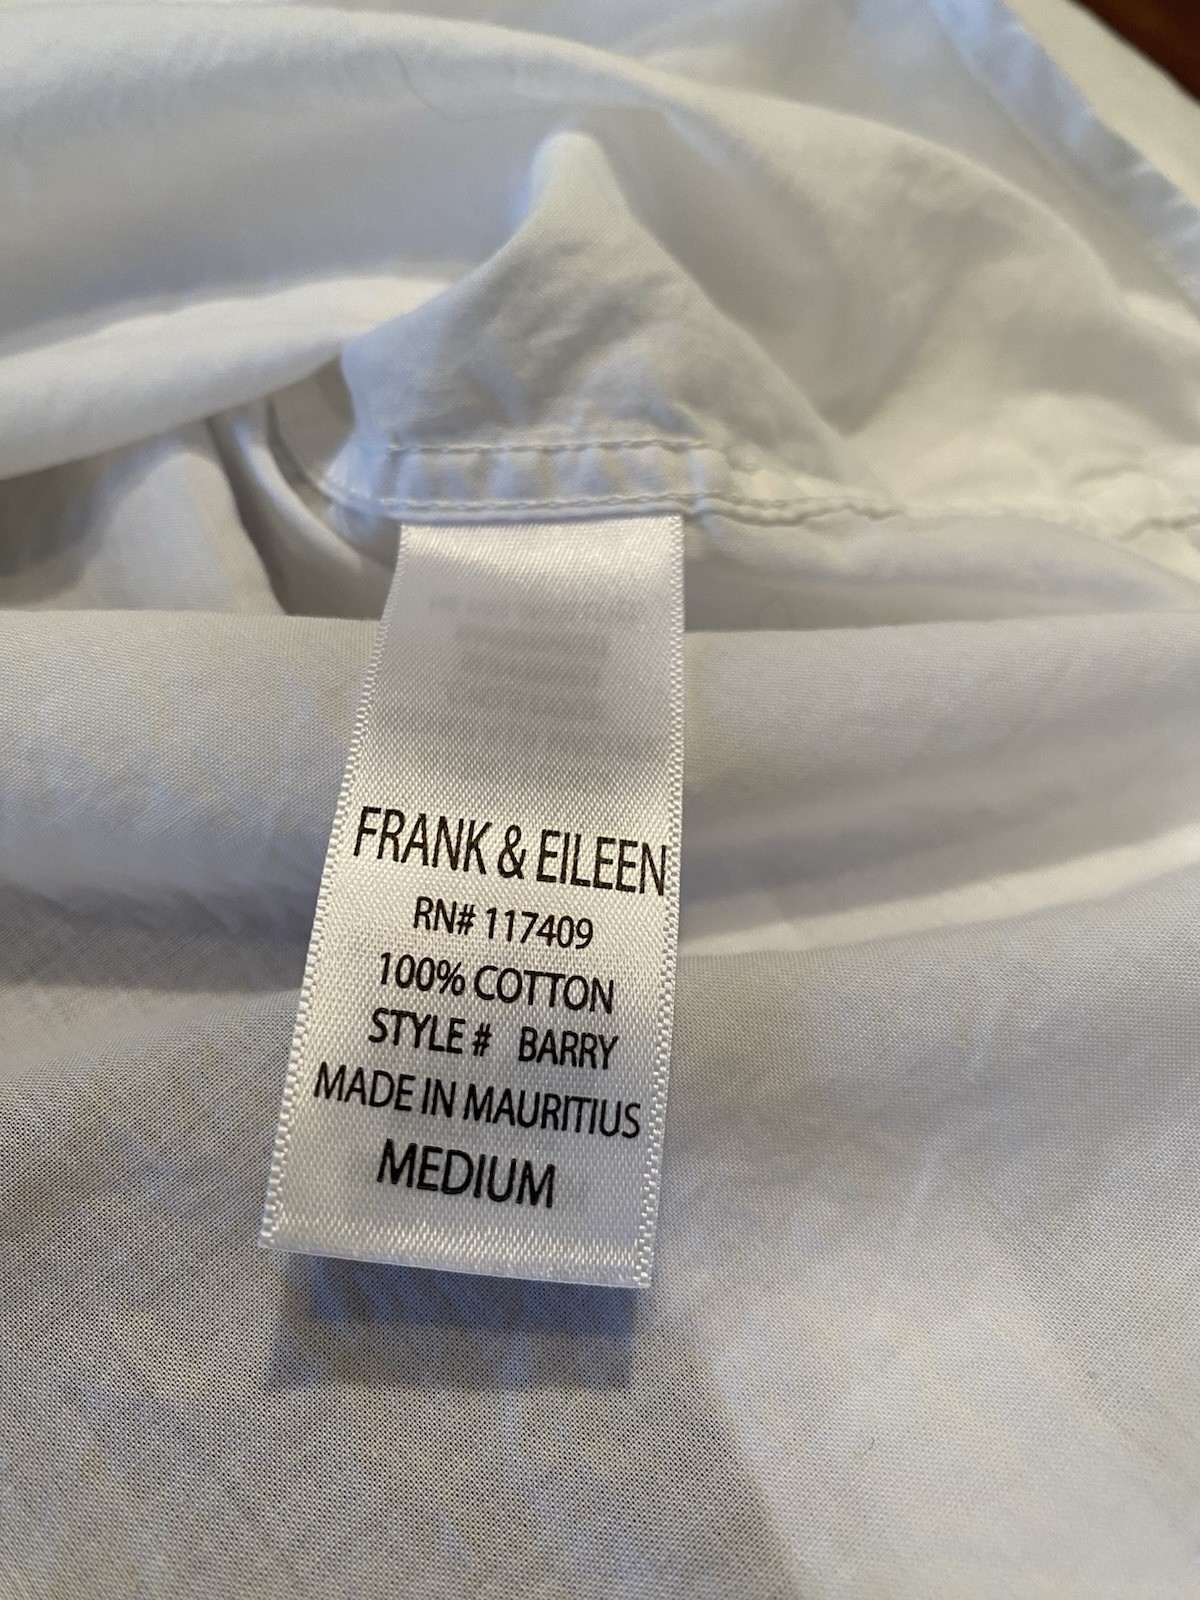 FRANK & EILEEN
RN# 117409
100% COTTON
STYLE # BARRY
MADE IN MAURITIUS
MEDIUM